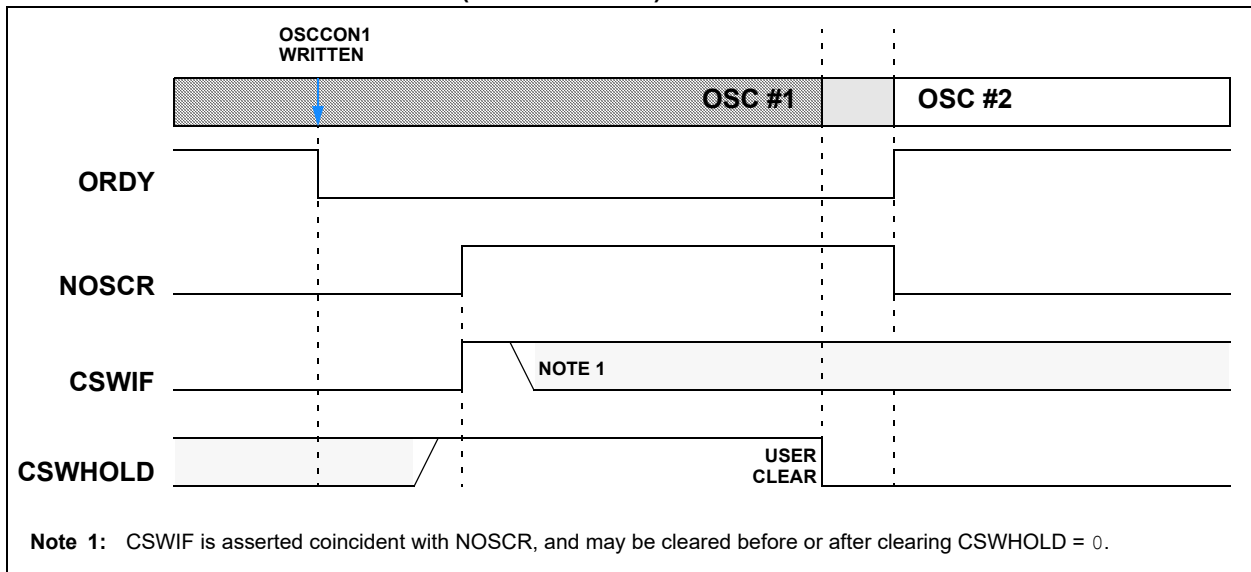 OSCCON1
WRITTEN
OSC #1
OSC #2
ORDY
NOSCR
CSWIF
NOTE 1
CSWHOLD
USER
CLEAR
Note 1: CSWIF is asserted coincident with NOSCR, and may be cleared before or after clearing CSWHOLD = 0.